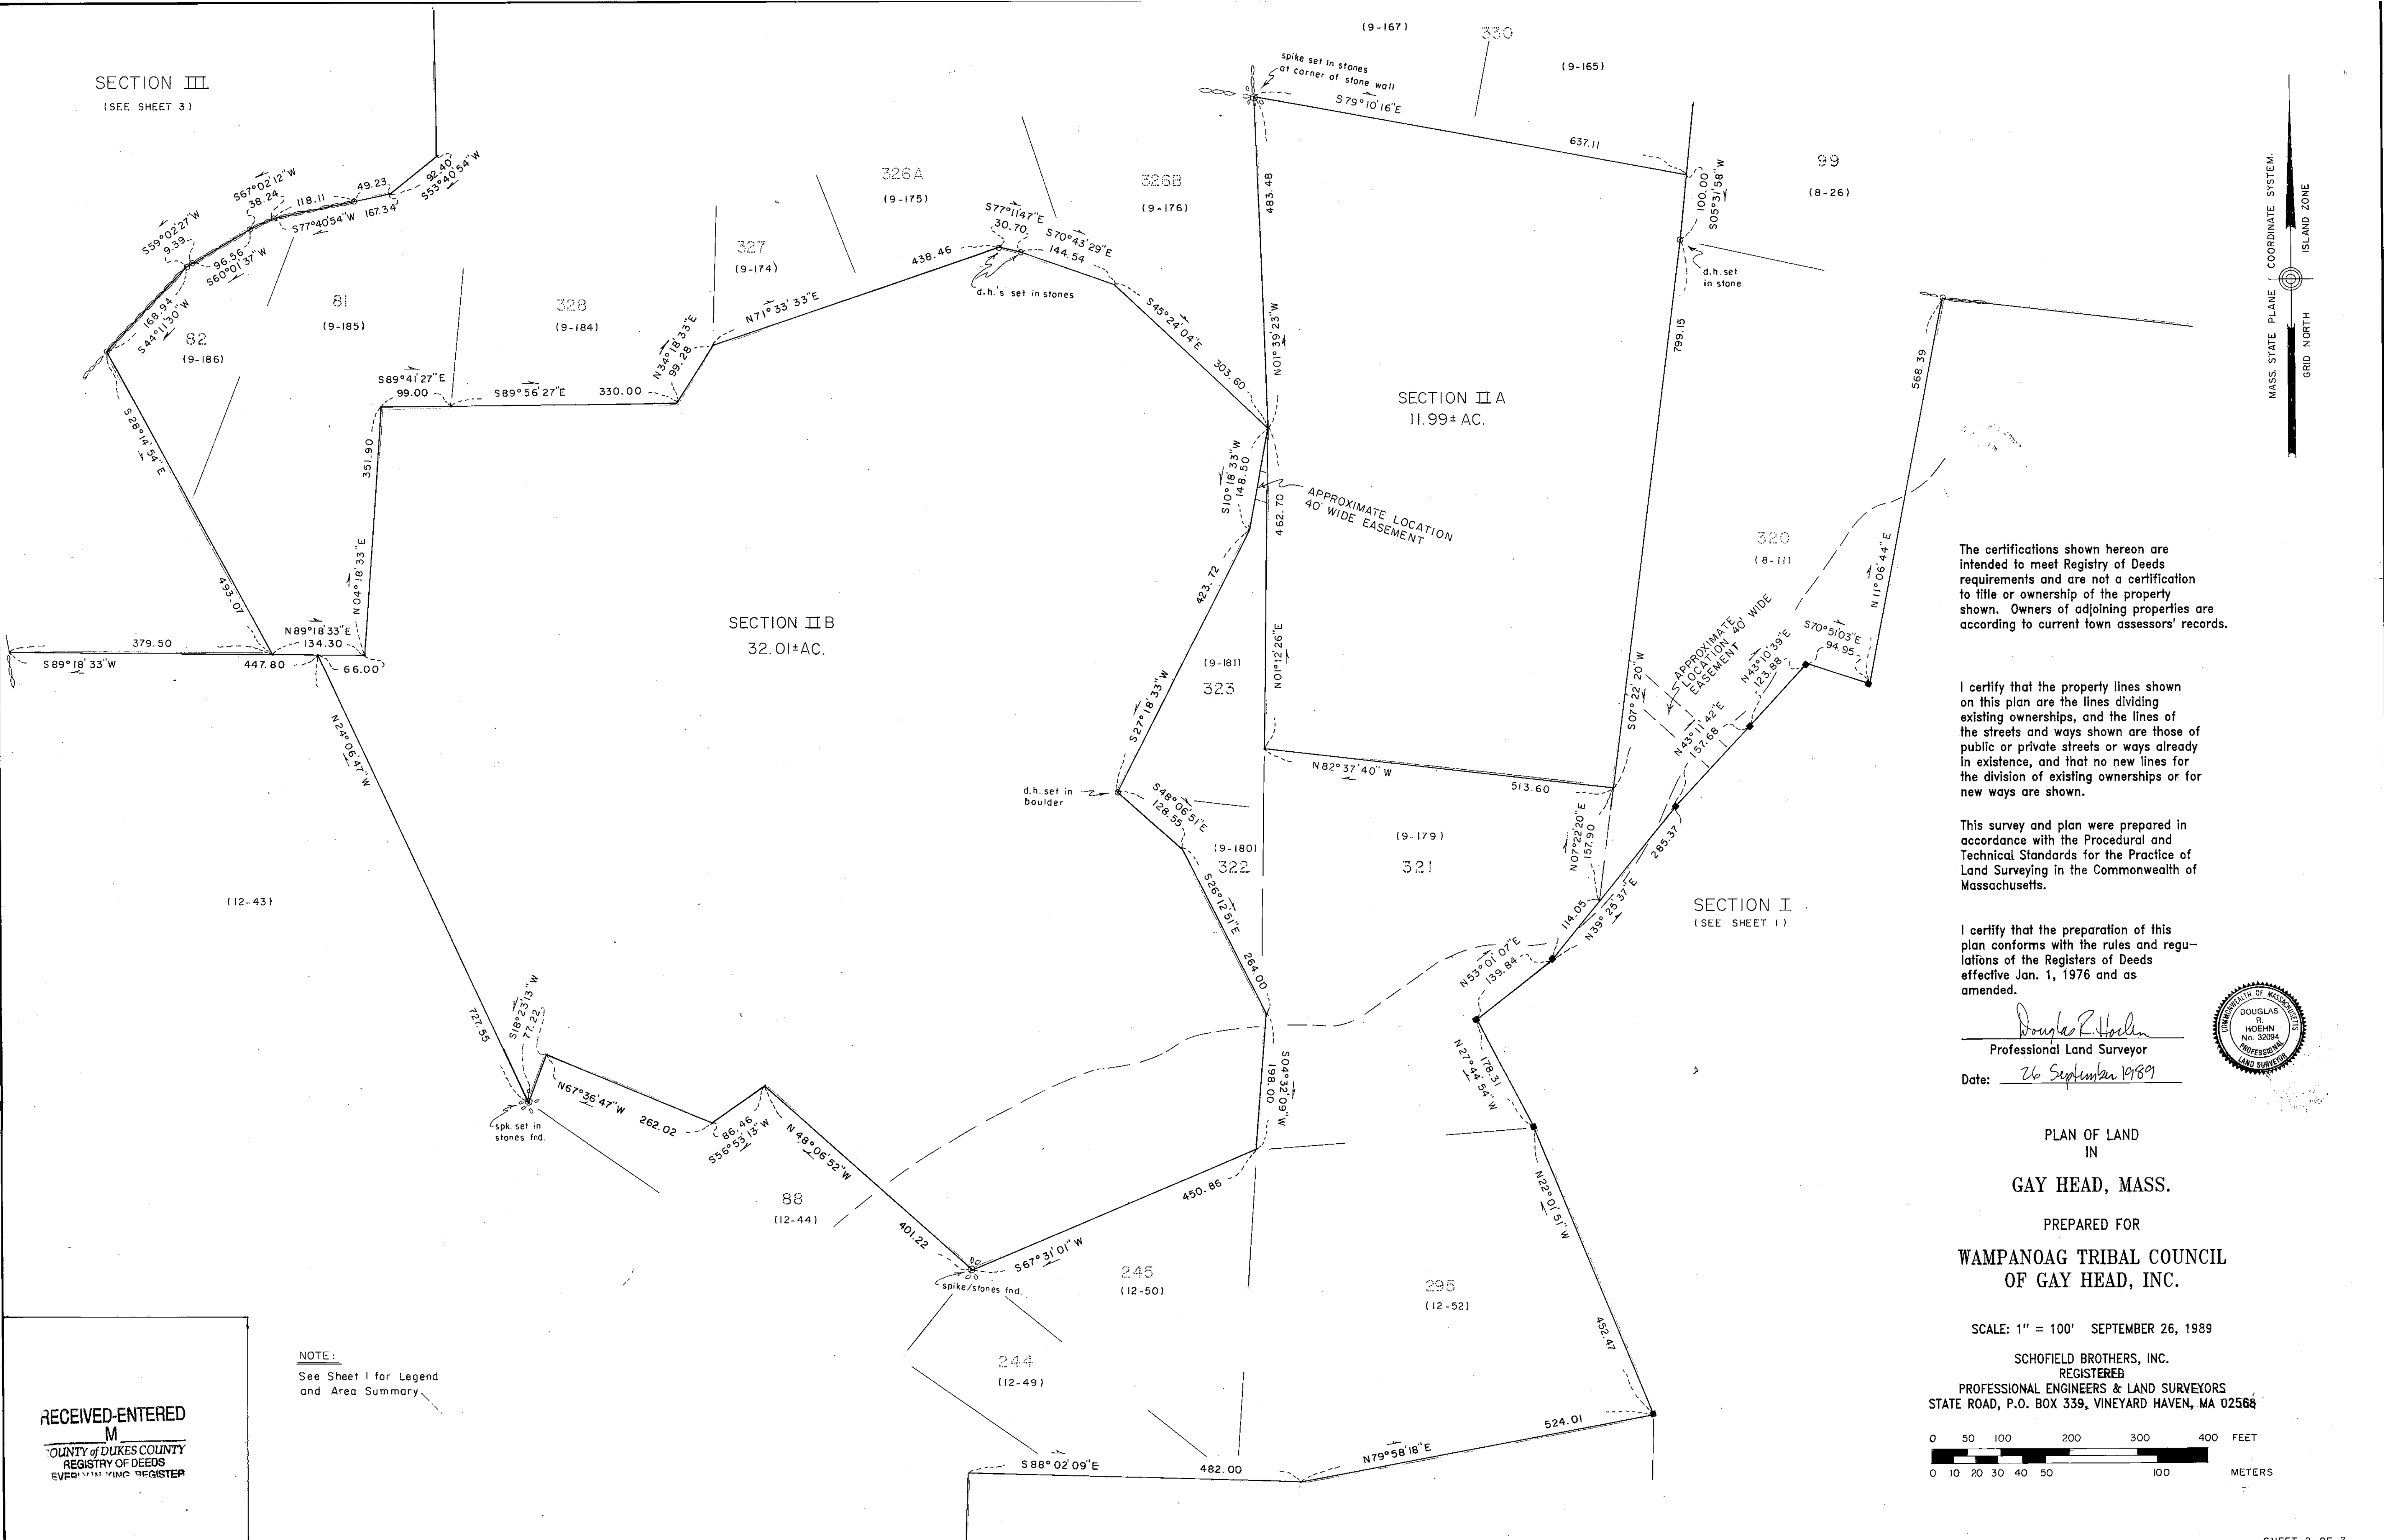 SECTION III
(SEE SHEET 3)
(9-167)
330
(9-165)
spike set in stones
at corner of stone wall
S79°10'16"E
637.11
99
(8-26)
100.00
S05°31'58"W
d.h. set
in stone
799.15
S07°22'20"W
483.48
N01°39'23"W
326A
(9-175)
326B
(9-176)
327
(9-174)
328
(9-184)
81
(9-185)
82
(9-186)
92.40
S53°40'54"W
49.23
118.11
S77°40'54"W 167.34
S67°02'12"W
38.24
S59°02'27"W
9.39
96.56
S60°01'37"W
168.94
S44°11'30"W
S28°14'54"E
493.07
S77°11'47"E
30.70
S70°43'29"E
144.54
d.h.'s set in stones
438.46
N71°33'33"E
N34°18'33"E
99.28
S89°41'27"E
99.00
S89°56'27"E 330.00
351.90
N04°18'33"E
S45°24'04"E
303.60
SECTION IIA
11.99± AC.
S10°18'33"W
148.50
462.70
N01°12'26"E
APPROXIMATE LOCATION
40' WIDE EASEMENT
423.72
S27°18'33"W
SECTION IIB
32.01± AC.
(9-181)
323
320
(8-11)
568.39
N11°06'44"E
APPROXIMATE
LOCATION 40' WIDE
EASEMENT
S70°51'03"E
94.95
N43°10'39"E
123.88
N43°11'42"E
157.68
379.50
S89°18'33"W
N89°18'33"E
134.30
447.80
66.00
N24°06'47"W
727.55
N82°37'40"W
513.60
d.h. set in
boulder
S48°06'51"E
128.55
(9-180)
322
(9-179)
321
N07°22'20"E
157.90
285.37
N39°25'37"E
114.05
SECTION I
(SEE SHEET 1)
(12-43)
S26°12'51"E
264.00
N53°01'07"E
139.84
S18°23'13"W
77.22
N67°36'47"W
262.02
spk. set in
stones fnd.
86.46
S56°53'13"W
N48°06'52"W
401.22
S04°32'09"W
198.00
178.31
N27°44'54"W
88
(12-44)
450.86
S67°31'01"W
spike/stones fnd.
245
(12-50)
N22°01'51"W
452.47
295
(12-52)
244
(12-49)
S88°02'09"E
482.00
N79°58'18"E
524.01
NOTE:
See Sheet 1 for Legend
and Area Summary
RECEIVED-ENTERED
M
COUNTY of DUKES COUNTY
REGISTRY OF DEEDS
KING REGISTER
MASS. STATE PLANE COORDINATE SYSTEM.
GRID NORTH ISLAND ZONE
The certifications shown hereon are
intended to meet Registry of Deeds
requirements and are not a certification
to title or ownership of the property
shown. Owners of adjoining properties are
according to current town assessors' records.
I certify that the property lines shown
on this plan are the lines dividing
existing ownerships, and the lines of
the streets and ways shown are those of
public or private streets or ways already
in existence, and that no new lines for
the division of existing ownerships or for
new ways are shown.
This survey and plan were prepared in
accordance with the Procedural and
Technical Standards for the Practice of
Land Surveying in the Commonwealth of
Massachusetts.
I certify that the preparation of this
plan conforms with the rules and regu-
lations of the Registers of Deeds
effective Jan. 1, 1976 and as
amended.
Douglas R. Hoehn
Professional Land Surveyor
Date: 26 September 1989
COMMONWEALTH OF MASSACHUSETTS
DOUGLAS
R.
HOEHN
No. 32094
PROFESSIONAL
LAND SURVEYOR
PLAN OF LAND
IN
GAY HEAD, MASS.
PREPARED FOR
WAMPANOAG TRIBAL COUNCIL
OF GAY HEAD, INC.
SCALE: 1" = 100' SEPTEMBER 26, 1989
SCHOFIELD BROTHERS, INC.
REGISTERED
PROFESSIONAL ENGINEERS & LAND SURVEYORS
STATE ROAD, P.O. BOX 339, VINEYARD HAVEN, MA 02568
0 50 100 200 300 400 FEET
0 10 20 30 40 50 100 METERS